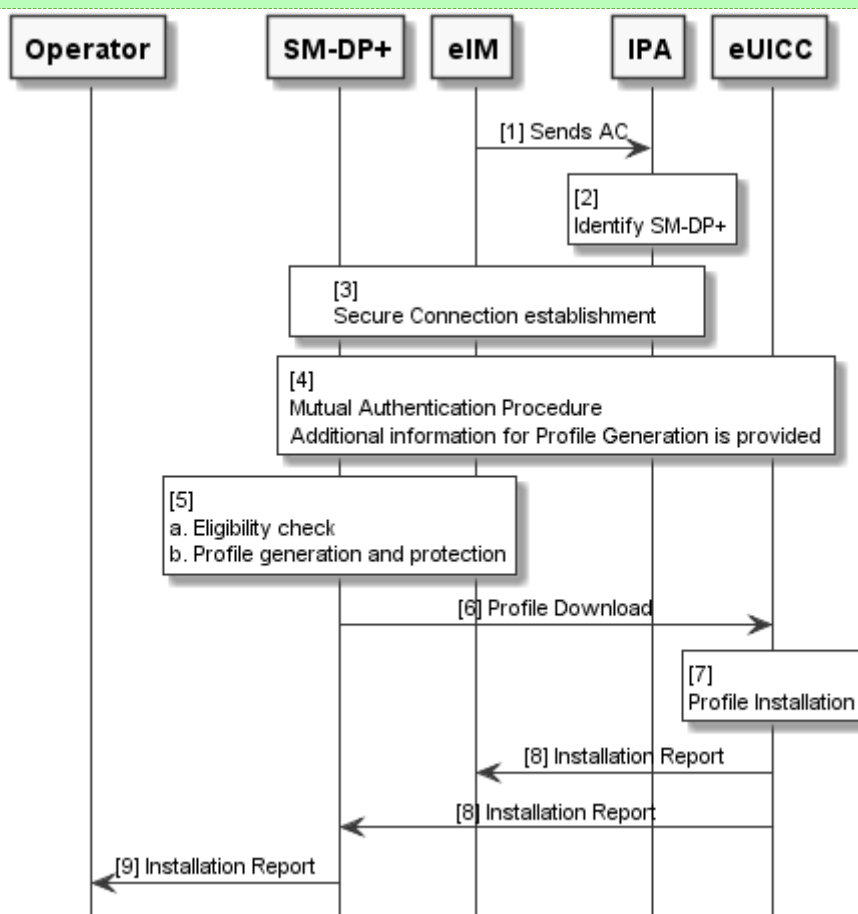 Operator
SM-DP+
eIM
IPA
eUICC
[1] Sends AC
[2]
Identify SM-DP+
[3]
Secure Connection establishment
[4]
Mutual Authentication Procedure
Additional information for Profile Generation is provided
[5]
a. Eligibility check
b. Profile generation and protection
[6] Profile Download
[7]
Profile Installation
[8] Installation Report
[8] Installation Report
[9] Installation Report